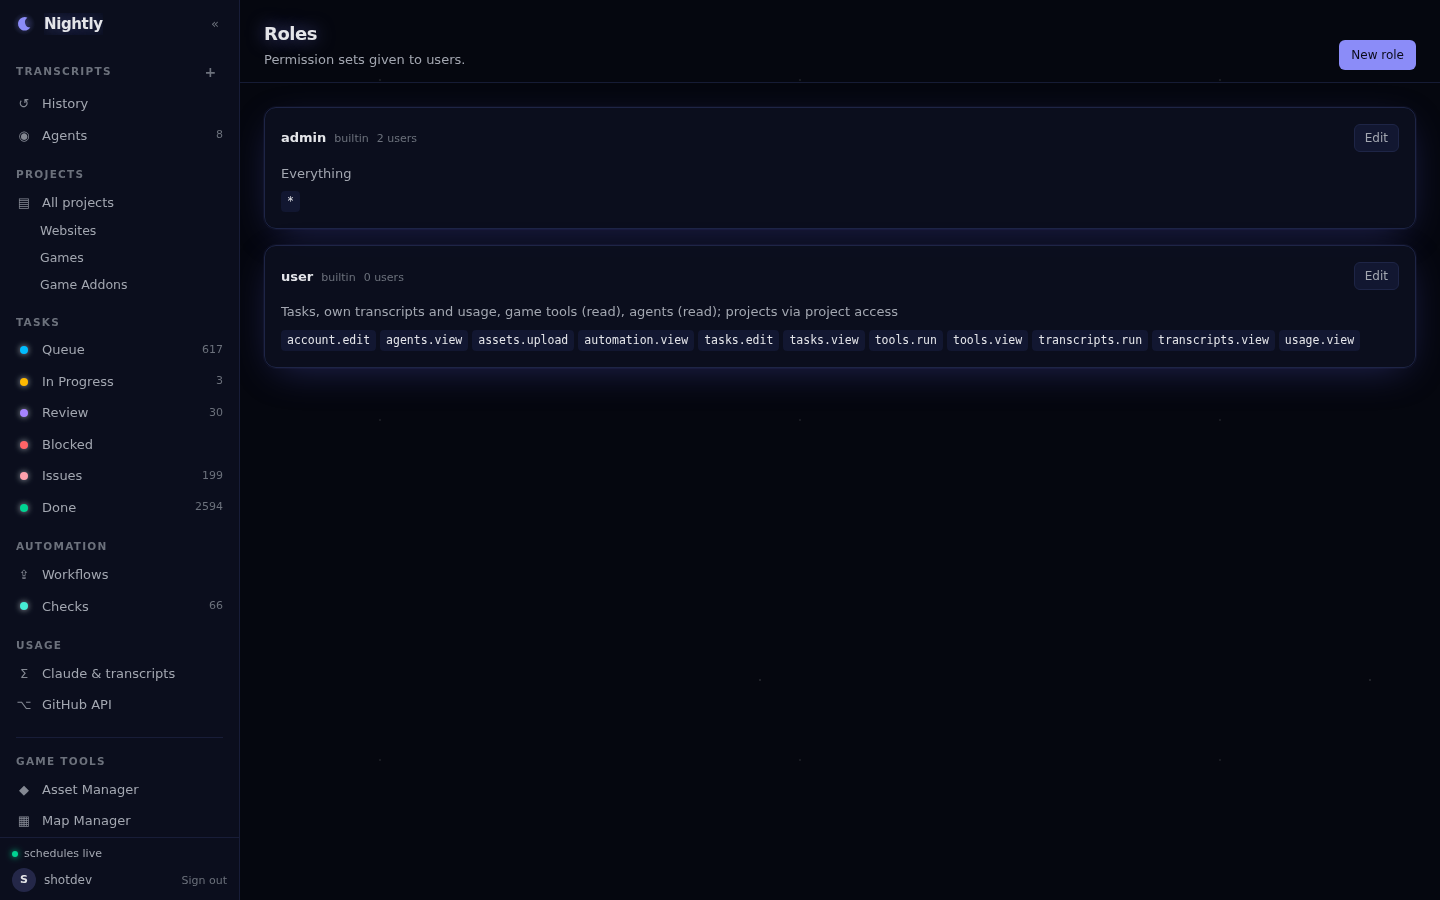 Nightly
«
TRANSCRIPTS
+
History
Agents
8
PROJECTS
All projects
Websites
Games
Game Addons
TASKS
Queue
617
In Progress
3
Review
30
Blocked
Issues
199
Done
2594
AUTOMATION
Workflows
Checks
66
USAGE
Σ Claude & transcripts
GitHub API
GAME TOOLS
Asset Manager
Map Manager
schedules live
S
shotdev
Sign out
Roles
Permission sets given to users.
New role
admin builtin 2 users
Edit
Everything
*
user builtin 0 users
Edit
Tasks, own transcripts and usage, game tools (read), agents (read); projects via project access
account.edit agents.view assets.upload automation.view tasks.edit tasks.view tools.run tools.view transcripts.run transcripts.view usage.view